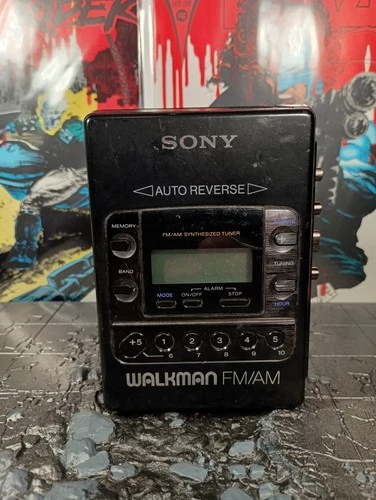 SONY
◁ AUTO REVERSE ▷
FM/AM SYNTHESIZED TUNER
MEMORY
BAND
TUNING
ALARM
MODE ON/OFF STOP
HOUR
+5 1 2 3 4 5
6 7 8 9 10
WALKMAN FM/AM